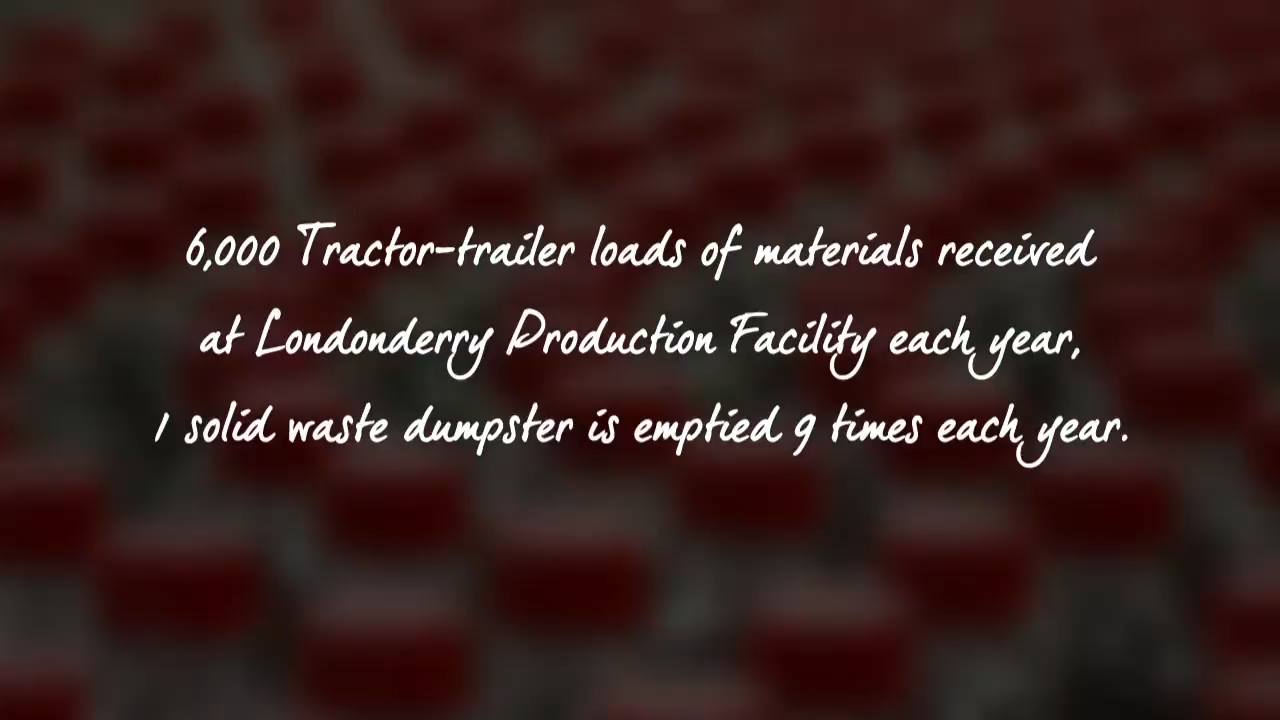 6,000 Tractor-trailer loads of materials received
at Londonderry Production Facility each year,
1 solid waste dumpster is emptied 9 times each year.